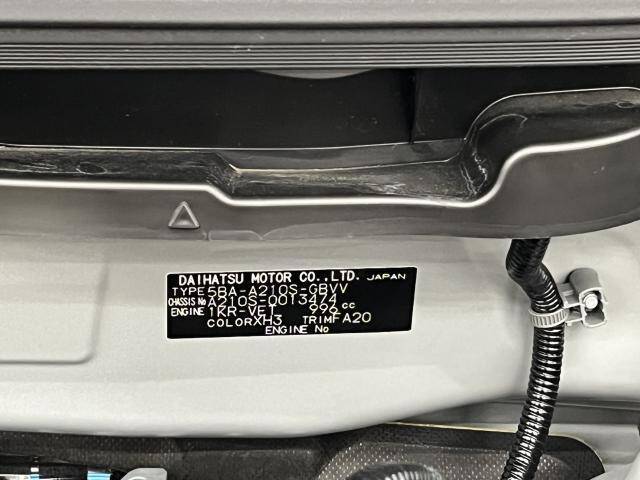 DAIHATSU MOTOR CO.,LTD. JAPAN
TYPE 5BA-A210S-GBVV
CHASSIS No A210S-0013474
ENGINE 1KR-VET 996 cc
COLOR XH3 TRIM FA20
ENGINE No